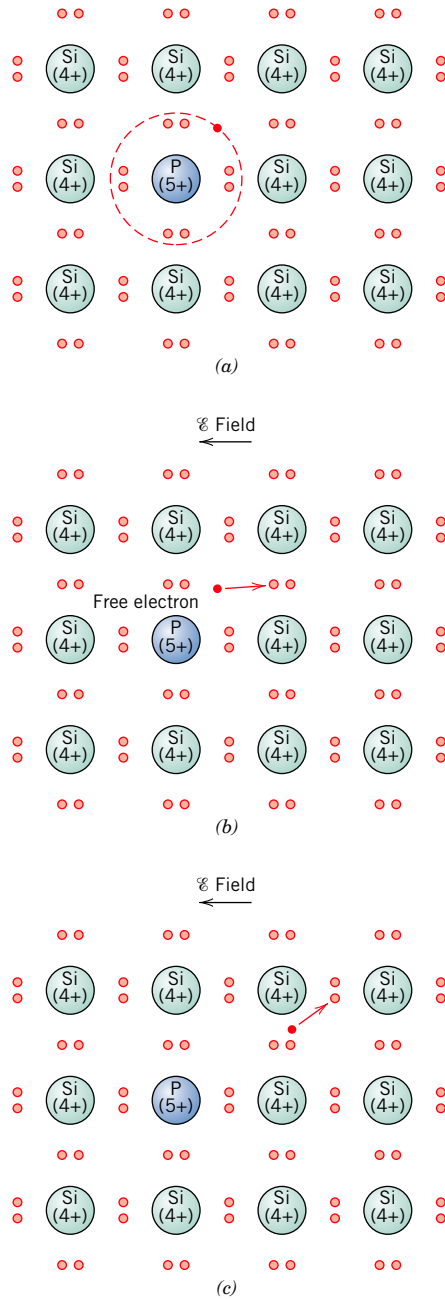 Si Si Si Si
(4+) (4+) (4+) (4+)
Si P Si Si
(4+) (5+) (4+) (4+)
Si Si Si Si
(4+) (4+) (4+) (4+)
(a)
ℰ Field
Si Si Si Si
(4+) (4+) (4+) (4+)
Free electron
Si P Si Si
(4+) (5+) (4+) (4+)
Si Si Si Si
(4+) (4+) (4+) (4+)
(b)
ℰ Field
Si Si Si Si
(4+) (4+) (4+) (4+)
Si P Si Si
(4+) (5+) (4+) (4+)
Si Si Si Si
(4+) (4+) (4+) (4+)
(c)